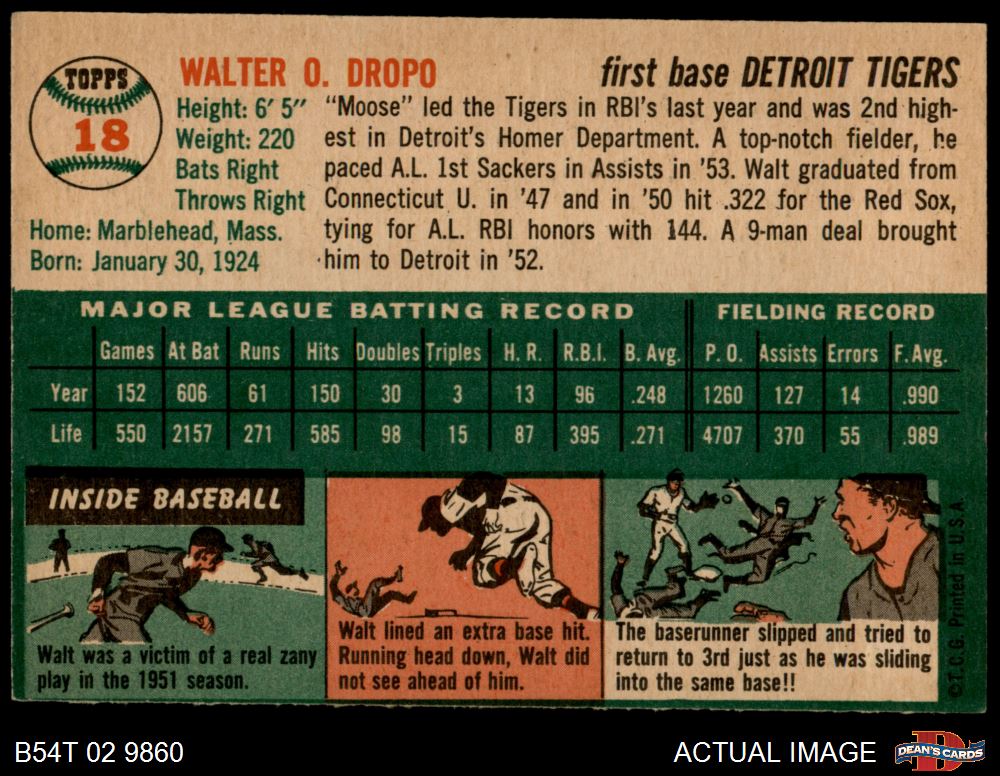 TOPPS
18
WALTER O. DROPO
first base DETROIT TIGERS
Height: 6' 5"
Weight: 220
Bats Right
Throws Right
Home: Marblehead, Mass.
Born: January 30, 1924
"Moose" led the Tigers in RBI's last year and was 2nd high-
est in Detroit's Homer Department. A top-notch fielder, he
paced A.L. 1st Sackers in Assists in '53. Walt graduated from
Connecticut U. in '47 and in '50 hit .322 for the Red Sox,
tying for A.L. RBI honors with 144. A 9-man deal brought
him to Detroit in '52.
MAJOR LEAGUE BATTING RECORD FIELDING RECORD
Games At Bat Runs Hits Doubles Triples H. R. R.B.I. B. Avg. P. O. Assists Errors F. Avg.
Year 152 606 61 150 30 3 13 96 .248 1260 127 14 .990
Life 550 2157 271 585 98 15 87 395 .271 4707 370 55 .989
INSIDE BASEBALL
Walt was a victim of a real zany
play in the 1951 season.
Walt lined an extra base hit.
Running head down, Walt did
not see ahead of him.
The baserunner slipped and tried to
return to 3rd just as he was sliding
into the same base!!
©T.C.G. Printed in U.S.A.
B54T 02 9860
ACTUAL IMAGE
D
DEAN'S CARDS